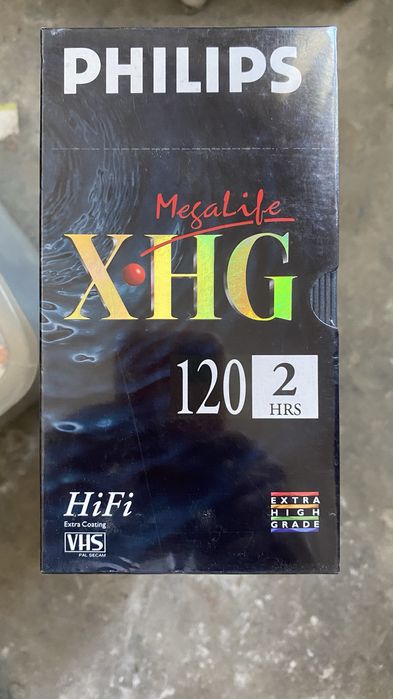 PHILIPS
MegaLife
X·HG
120
2
HRS
HiFi
Extra Coating
VHS
PAL SECAM
EXTRA
HIGH
GRADE